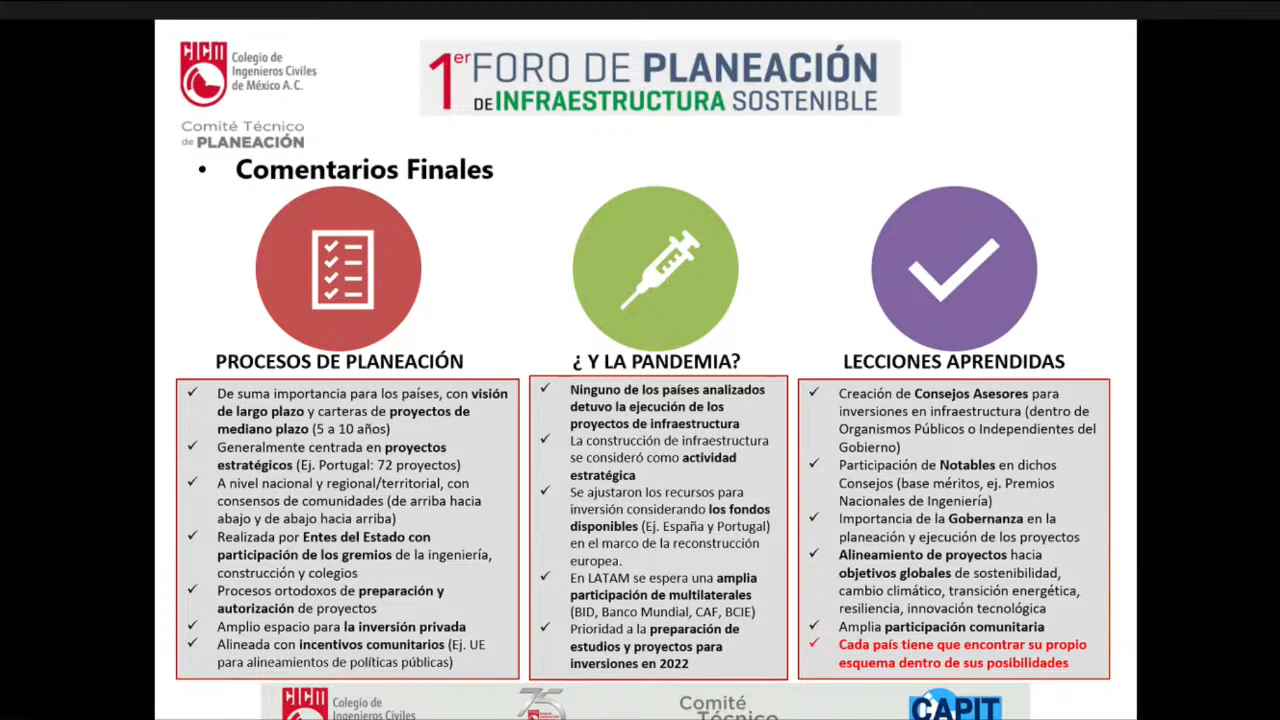 CICM
Colegio de
Ingenieros Civiles
de México A.C.
Comité Técnico
de PLANEACIÓN
1er FORO DE PLANEACIÓN
DE INFRAESTRUCTURA SOSTENIBLE
• Comentarios Finales
PROCESOS DE PLANEACIÓN
✓ De suma importancia para los países, con visión
de largo plazo y carteras de proyectos de
mediano plazo (5 a 10 años)
✓ Generalmente centrada en proyectos
estratégicos (Ej. Portugal: 72 proyectos)
✓ A nivel nacional y regional/territorial, con
consensos de comunidades (de arriba hacia
abajo y de abajo hacia arriba)
✓ Realizada por Entes del Estado con
participación de los gremios de la ingeniería,
construcción y colegios
✓ Procesos ortodoxos de preparación y
autorización de proyectos
✓ Amplio espacio para la inversión privada
✓ Alineada con incentivos comunitarios (Ej. UE
para alineamientos de políticas públicas)
¿ Y LA PANDEMIA?
✓ Ninguno de los países analizados
detuvo la ejecución de los
proyectos de infraestructura
✓ La construcción de infraestructura
se consideró como actividad
estratégica
✓ Se ajustaron los recursos para
inversión considerando los fondos
disponibles (Ej. España y Portugal)
en el marco de la reconstrucción
europea.
✓ En LATAM se espera una amplia
participación de multilaterales
(BID, Banco Mundial, CAF, BCIE)
✓ Prioridad a la preparación de
estudios y proyectos para
inversiones en 2022
LECCIONES APRENDIDAS
✓ Creación de Consejos Asesores para
inversiones en infraestructura (dentro de
Organismos Públicos o Independientes del
Gobierno)
✓ Participación de Notables en dichos
Consejos (base méritos, ej. Premios
Nacionales de Ingeniería)
✓ Importancia de la Gobernanza en la
planeación y ejecución de los proyectos
✓ Alineamiento de proyectos hacia
objetivos globales de sostenibilidad,
cambio climático, transición energética,
resiliencia, innovación tecnológica
✓ Amplia participación comunitaria
✓ Cada país tiene que encontrar su propio
esquema dentro de sus posibilidades
CICM
Colegio de
Ingenieros Civiles
75
Comité
Técnico
CAPIT